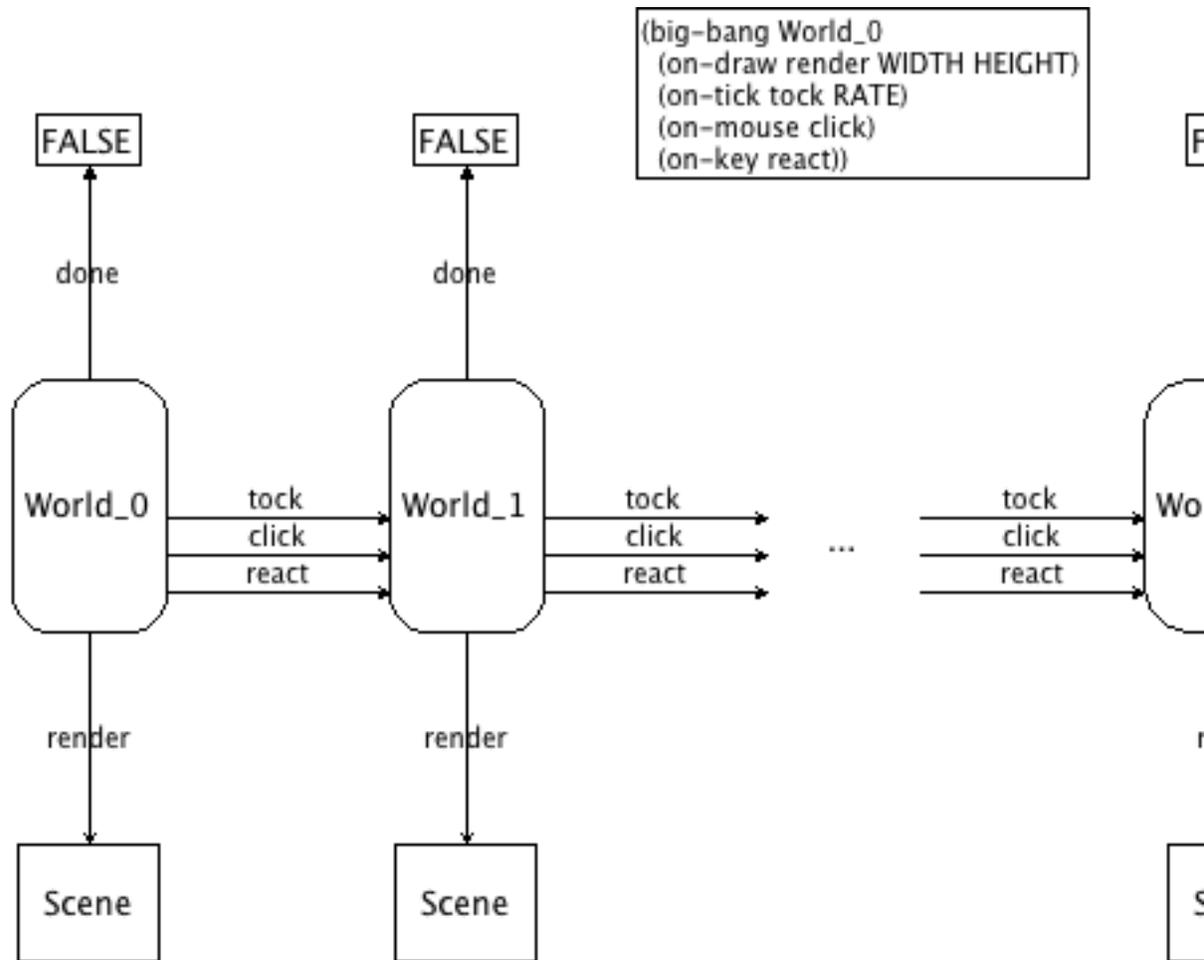 (big-bang World_0
(on-draw render WIDTH HEIGHT)
(on-tick tock RATE)
(on-mouse click)
(on-key react))
FALSE
FALSE
done
done
World_0
tock
click
react
World_1
tock
click
react
...
tock
click
react
render
render
Scene
Scene